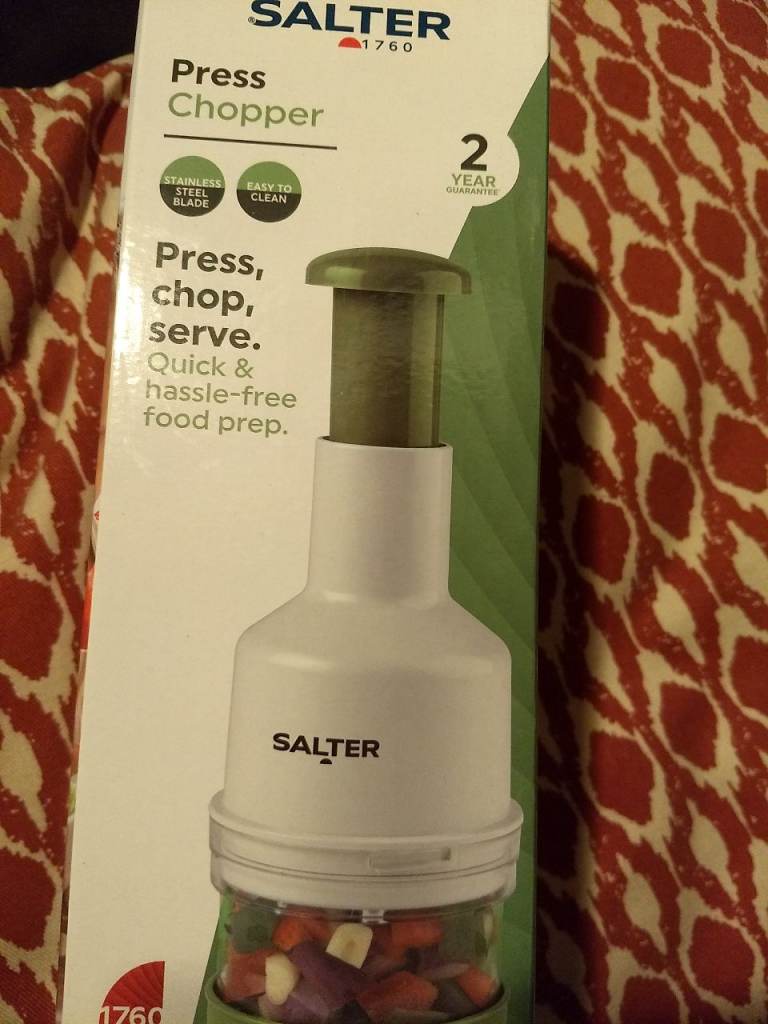 SALTER
1760
Press
Chopper
2
YEAR
GUARANTEE
STAINLESS
STEEL
BLADE
EASY TO
CLEAN
Press,
chop,
serve.
Quick &
hassle-free
food prep.
SALTER
1760